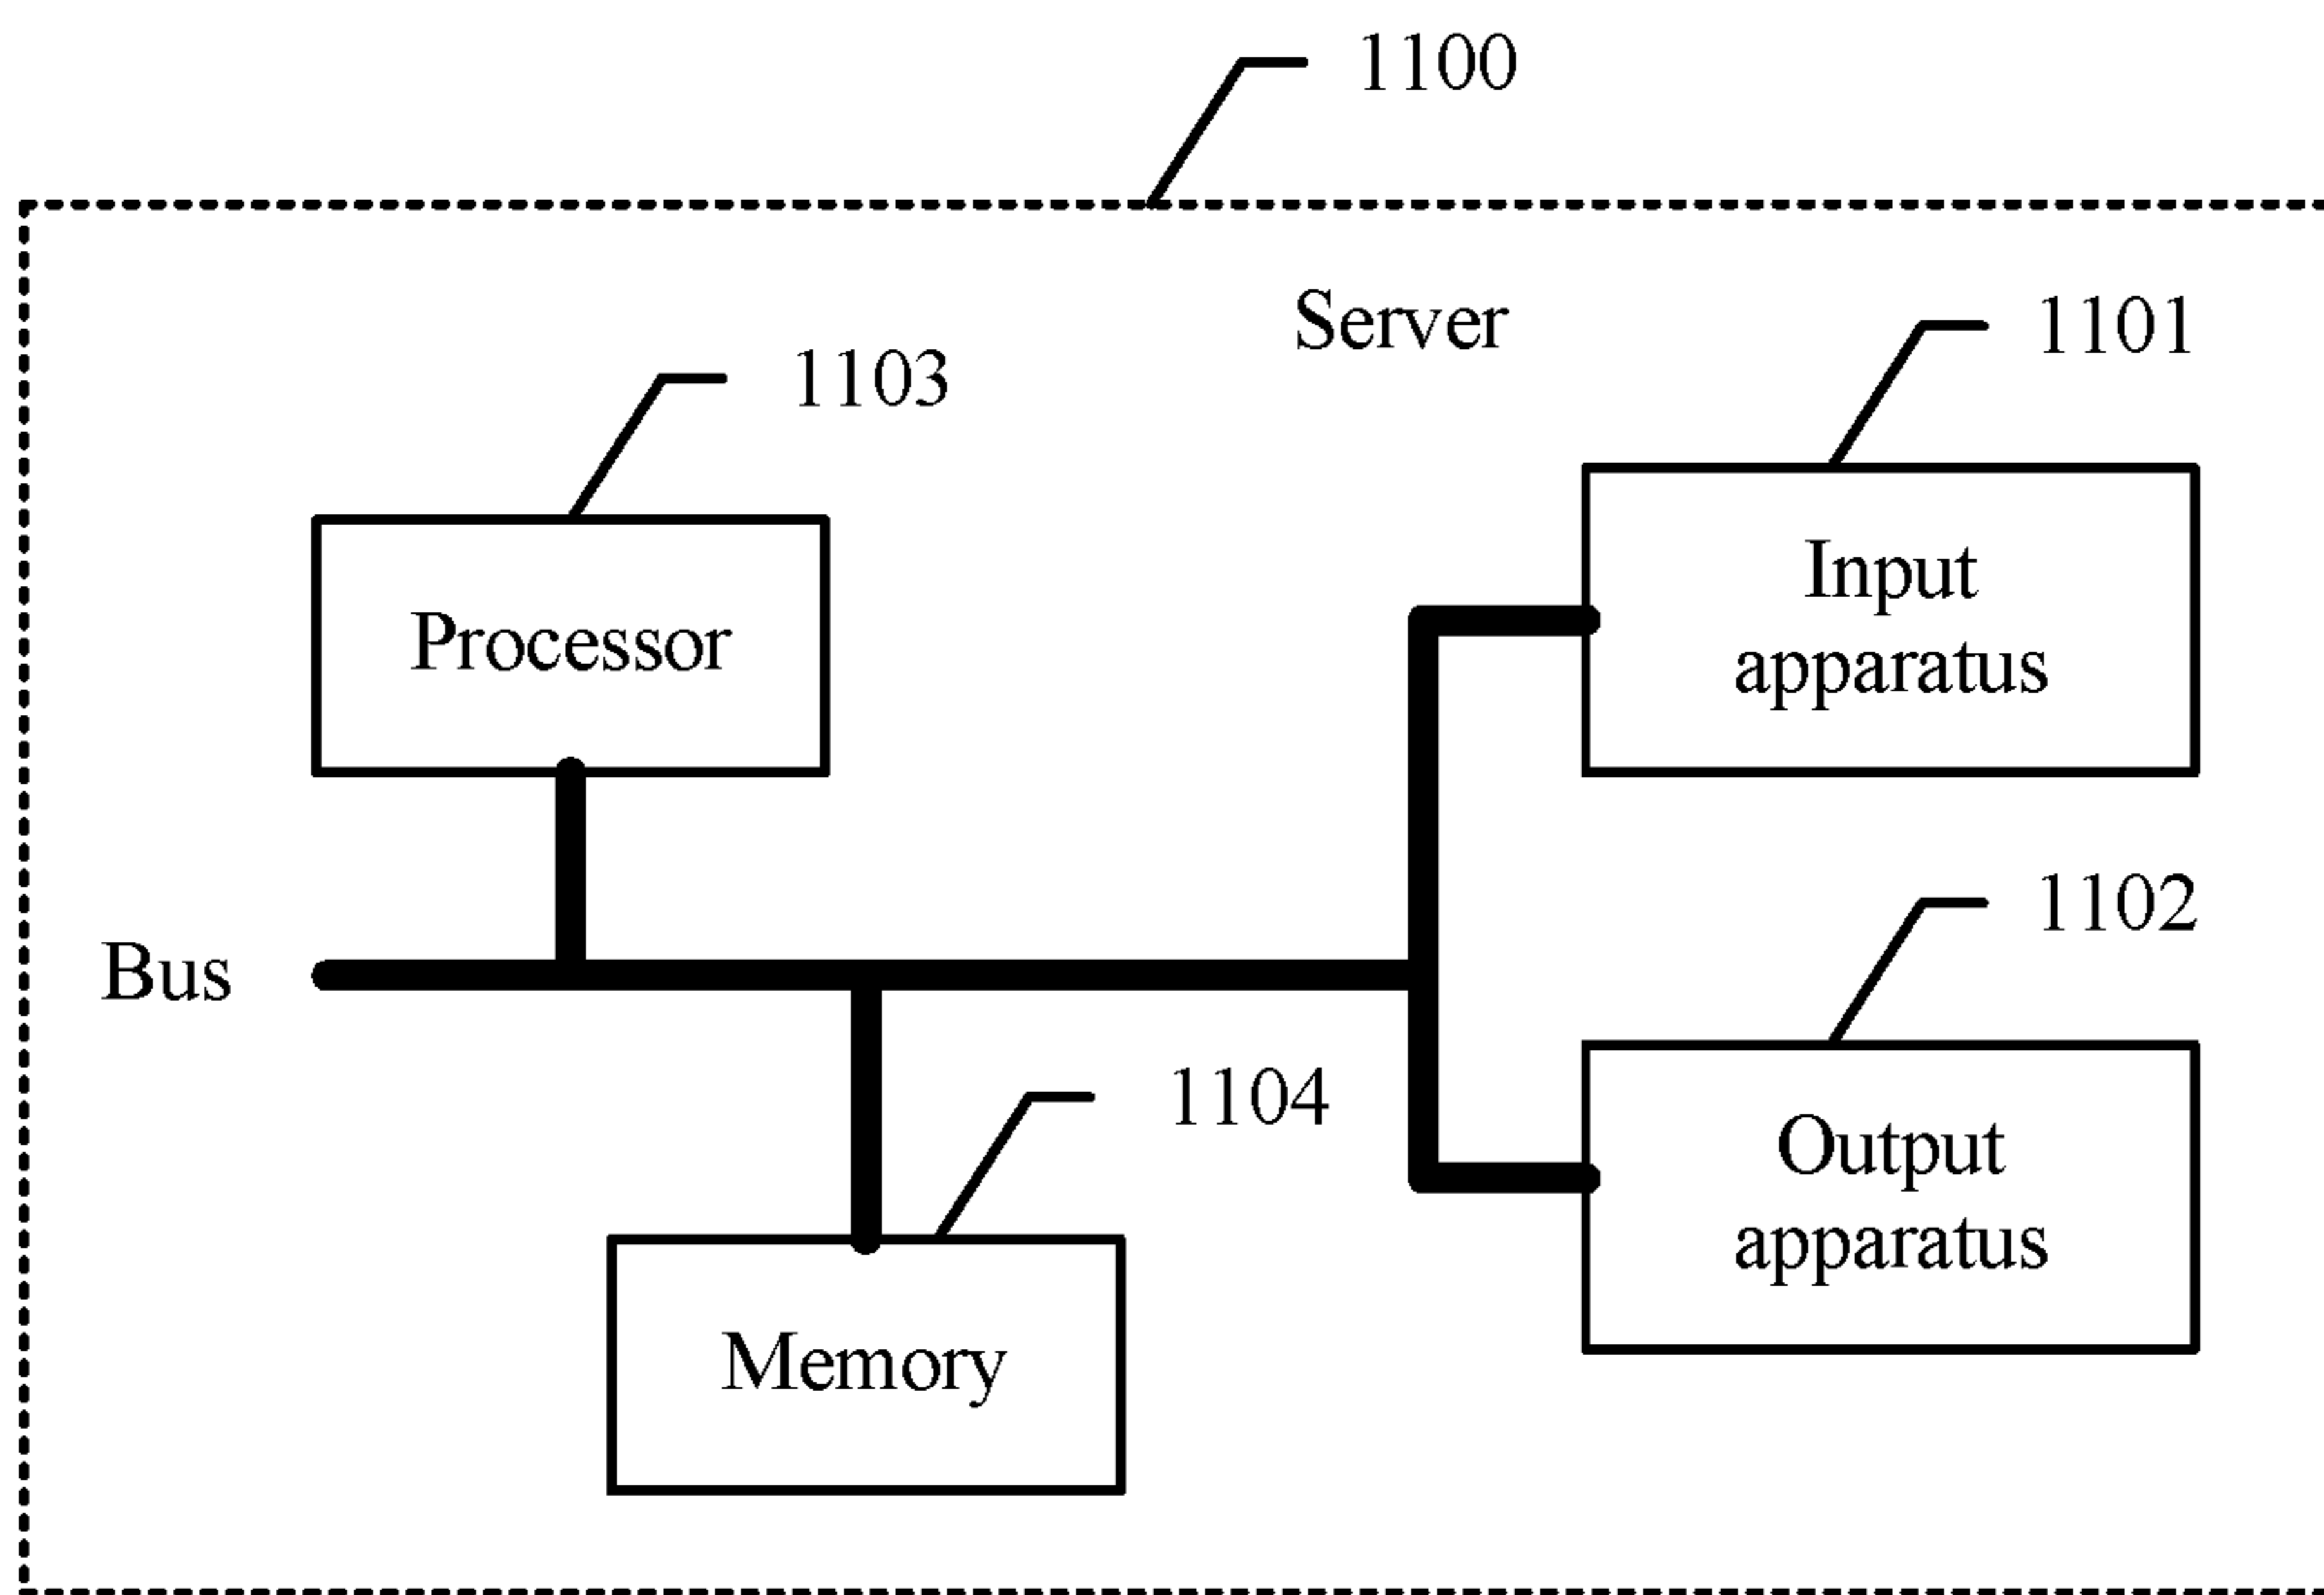 1100
Server
1101
1103
Input
apparatus
Processor
1102
Bus
1104
Output
apparatus
Memory